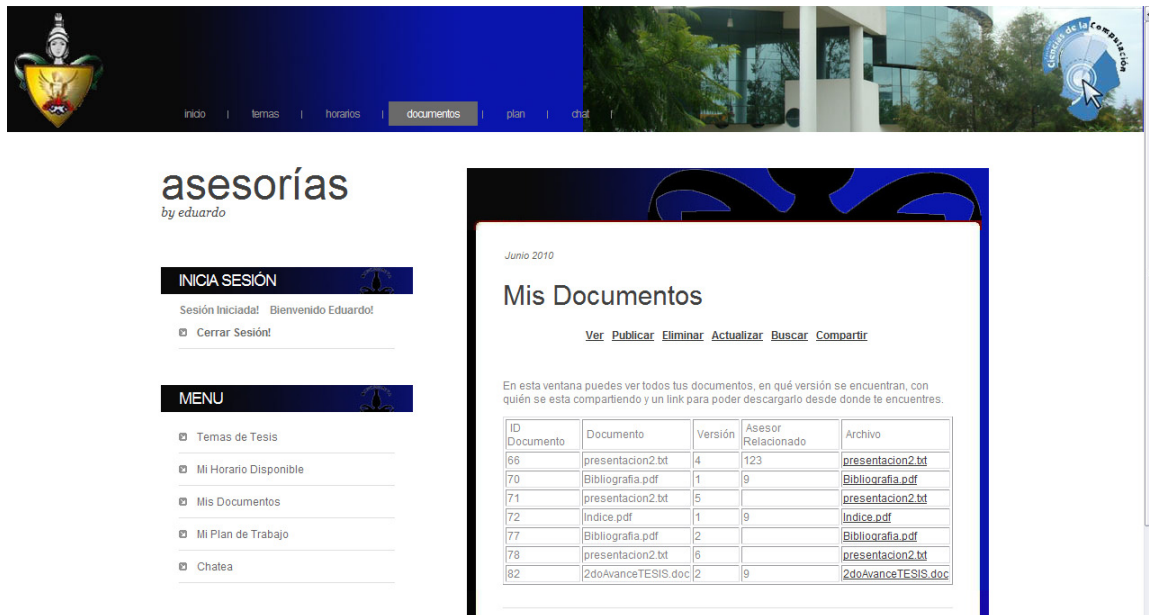 Ciencias de la Computación
inicio | temas | horarios | documentos | plan | chat |
asesorías
by eduardo
INICIA SESIÓN
Sesión Iniciada! Bienvenido Eduardo!
Cerrar Sesión!
MENU
Temas de Tesis
Mi Horario Disponible
Mis Documentos
Mi Plan de Trabajo
Chatea
Junio 2010
Mis Documentos
Ver Publicar Eliminar Actualizar Buscar Compartir
En esta ventana puedes ver todos tus documentos, en qué versión se encuentran, con
quién se esta compartiendo y un link para poder descargarlo desde donde te encuentres.
ID Documento Documento Versión Asesor Relacionado Archivo
66 presentacion2.txt 4 123 presentacion2.txt
70 Bibliografia.pdf 1 9 Bibliografia.pdf
71 presentacion2.txt 5 presentacion2.txt
72 Indice.pdf 1 9 Indice.pdf
77 Bibliografia.pdf 2 Bibliografia.pdf
78 presentacion2.txt 6 presentacion2.txt
82 2doAvanceTESIS.doc 2 9 2doAvanceTESIS.doc